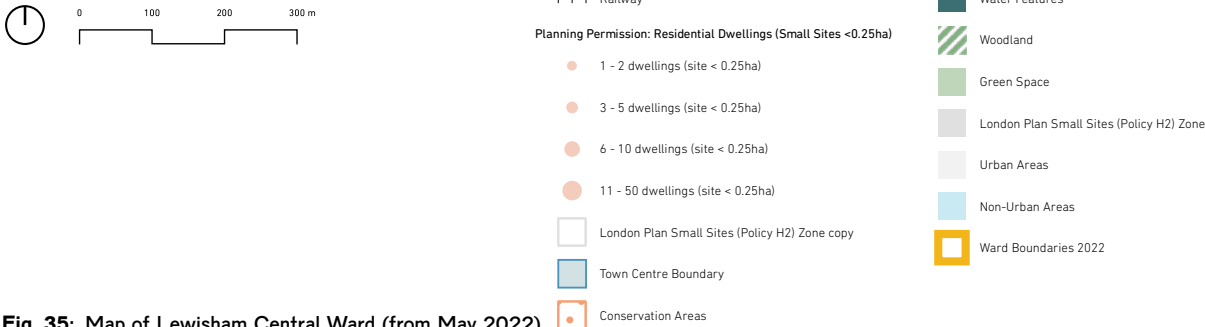 0 100 200 300 m
Railway
Planning Permission: Residential Dwellings (Small Sites <0.25ha)
1 - 2 dwellings (site < 0.25ha)
3 - 5 dwellings (site < 0.25ha)
6 - 10 dwellings (site < 0.25ha)
11 - 50 dwellings (site < 0.25ha)
London Plan Small Sites (Policy H2) Zone copy
Town Centre Boundary
Conservation Areas
Water Features
Woodland
Green Space
London Plan Small Sites (Policy H2) Zone
Urban Areas
Non-Urban Areas
Ward Boundaries 2022
Fig. 35: Map of Lewisham Central Ward (from May 2022)